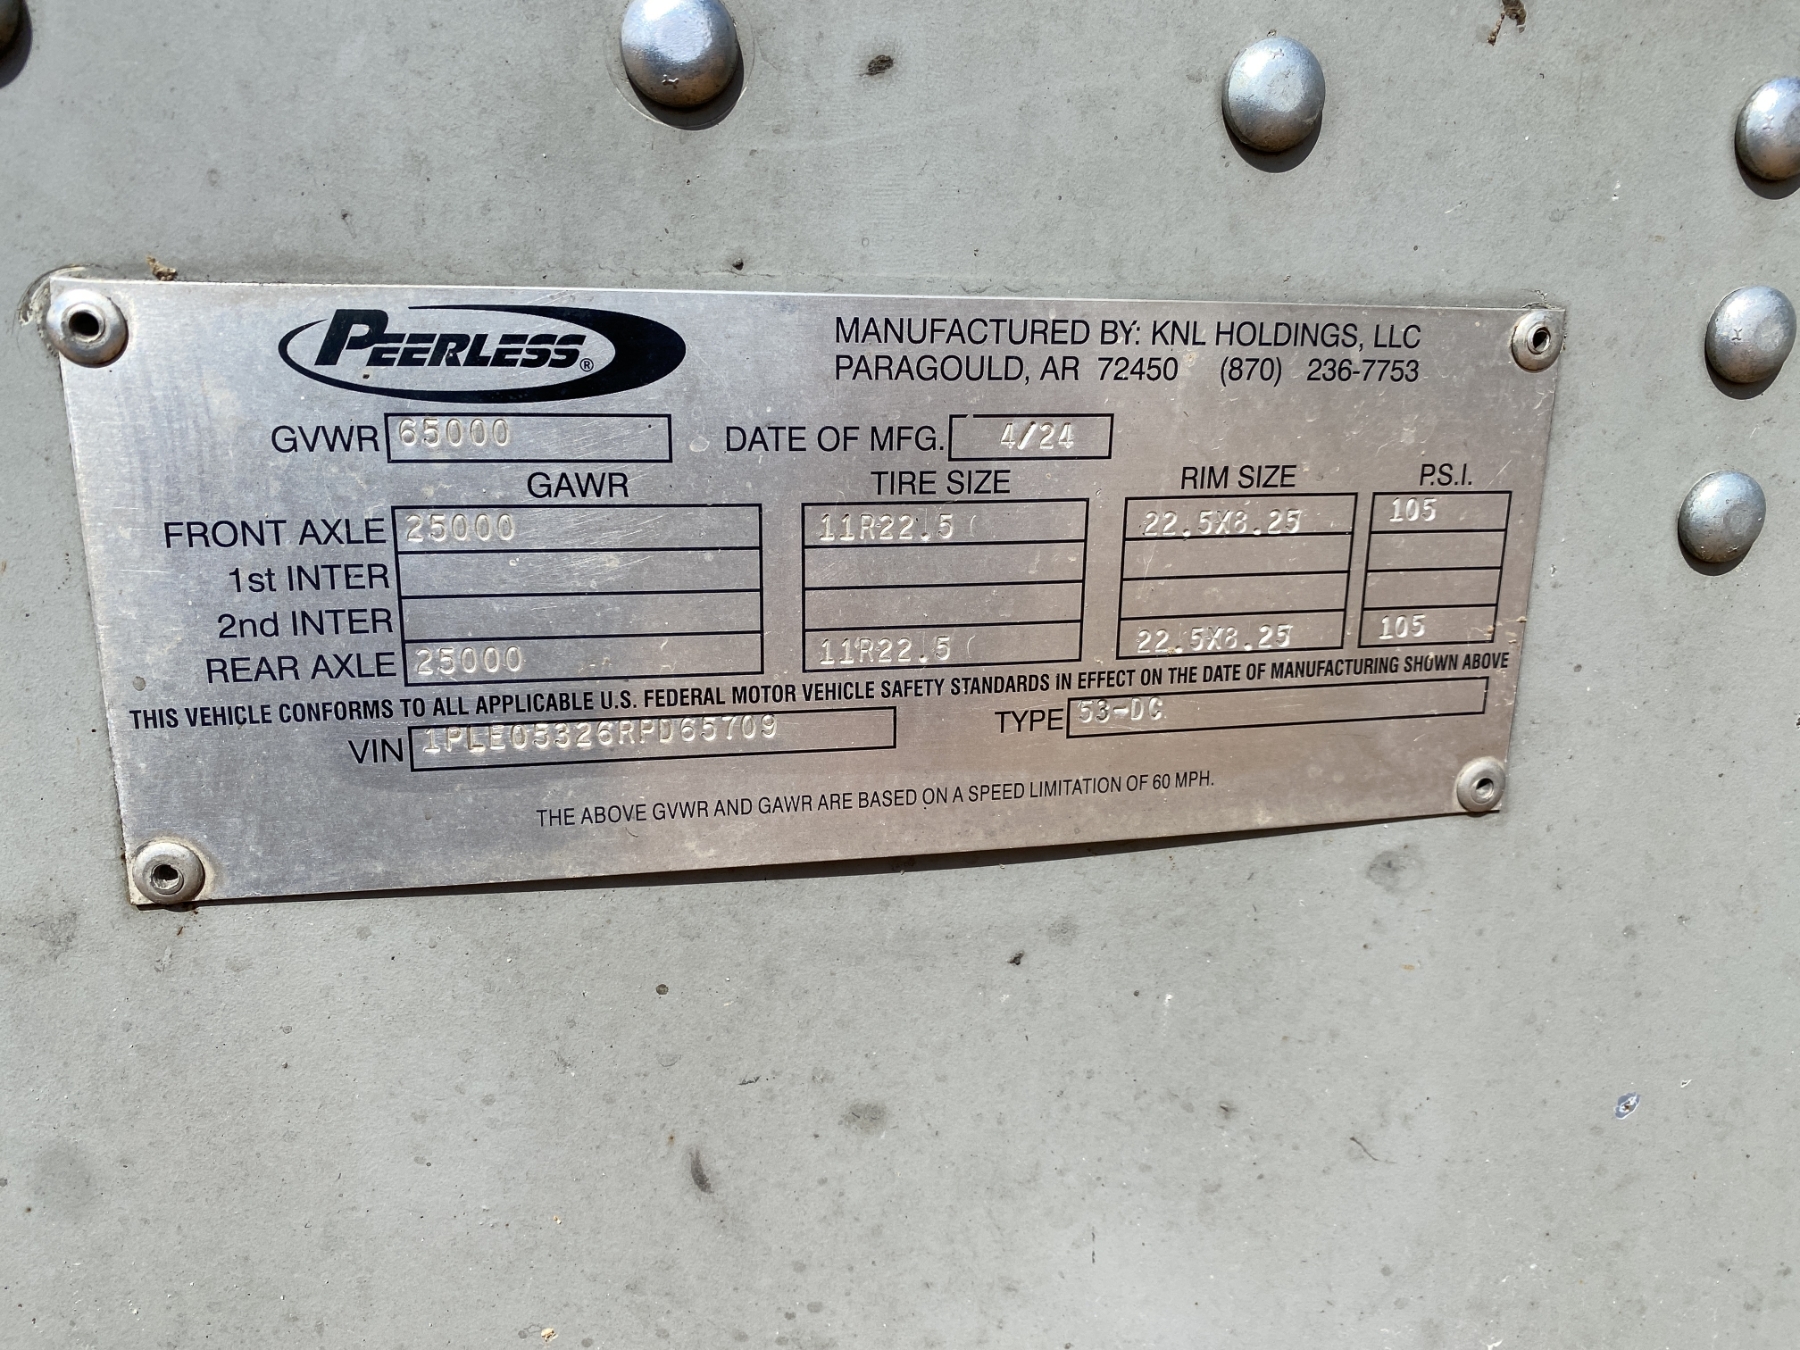 PEERLESS®
MANUFACTURED BY: KNL HOLDINGS, LLC
PARAGOULD, AR 72450 (870) 236-7753
GVWR 65000 DATE OF MFG. 4/24
GAWR TIRE SIZE RIM SIZE P.S.I.
FRONT AXLE 25000 11R22.5 22.5X8.25 105
1st INTER
2nd INTER
REAR AXLE 25000 11R22.5 22.5X8.25 105
THIS VEHICLE CONFORMS TO ALL APPLICABLE U.S. FEDERAL MOTOR VEHICLE SAFETY STANDARDS IN EFFECT ON THE DATE OF MANUFACTURING SHOWN ABOVE
VIN 1PLE05326RPD65709 TYPE 53-DC
THE ABOVE GVWR AND GAWR ARE BASED ON A SPEED LIMITATION OF 60 MPH.